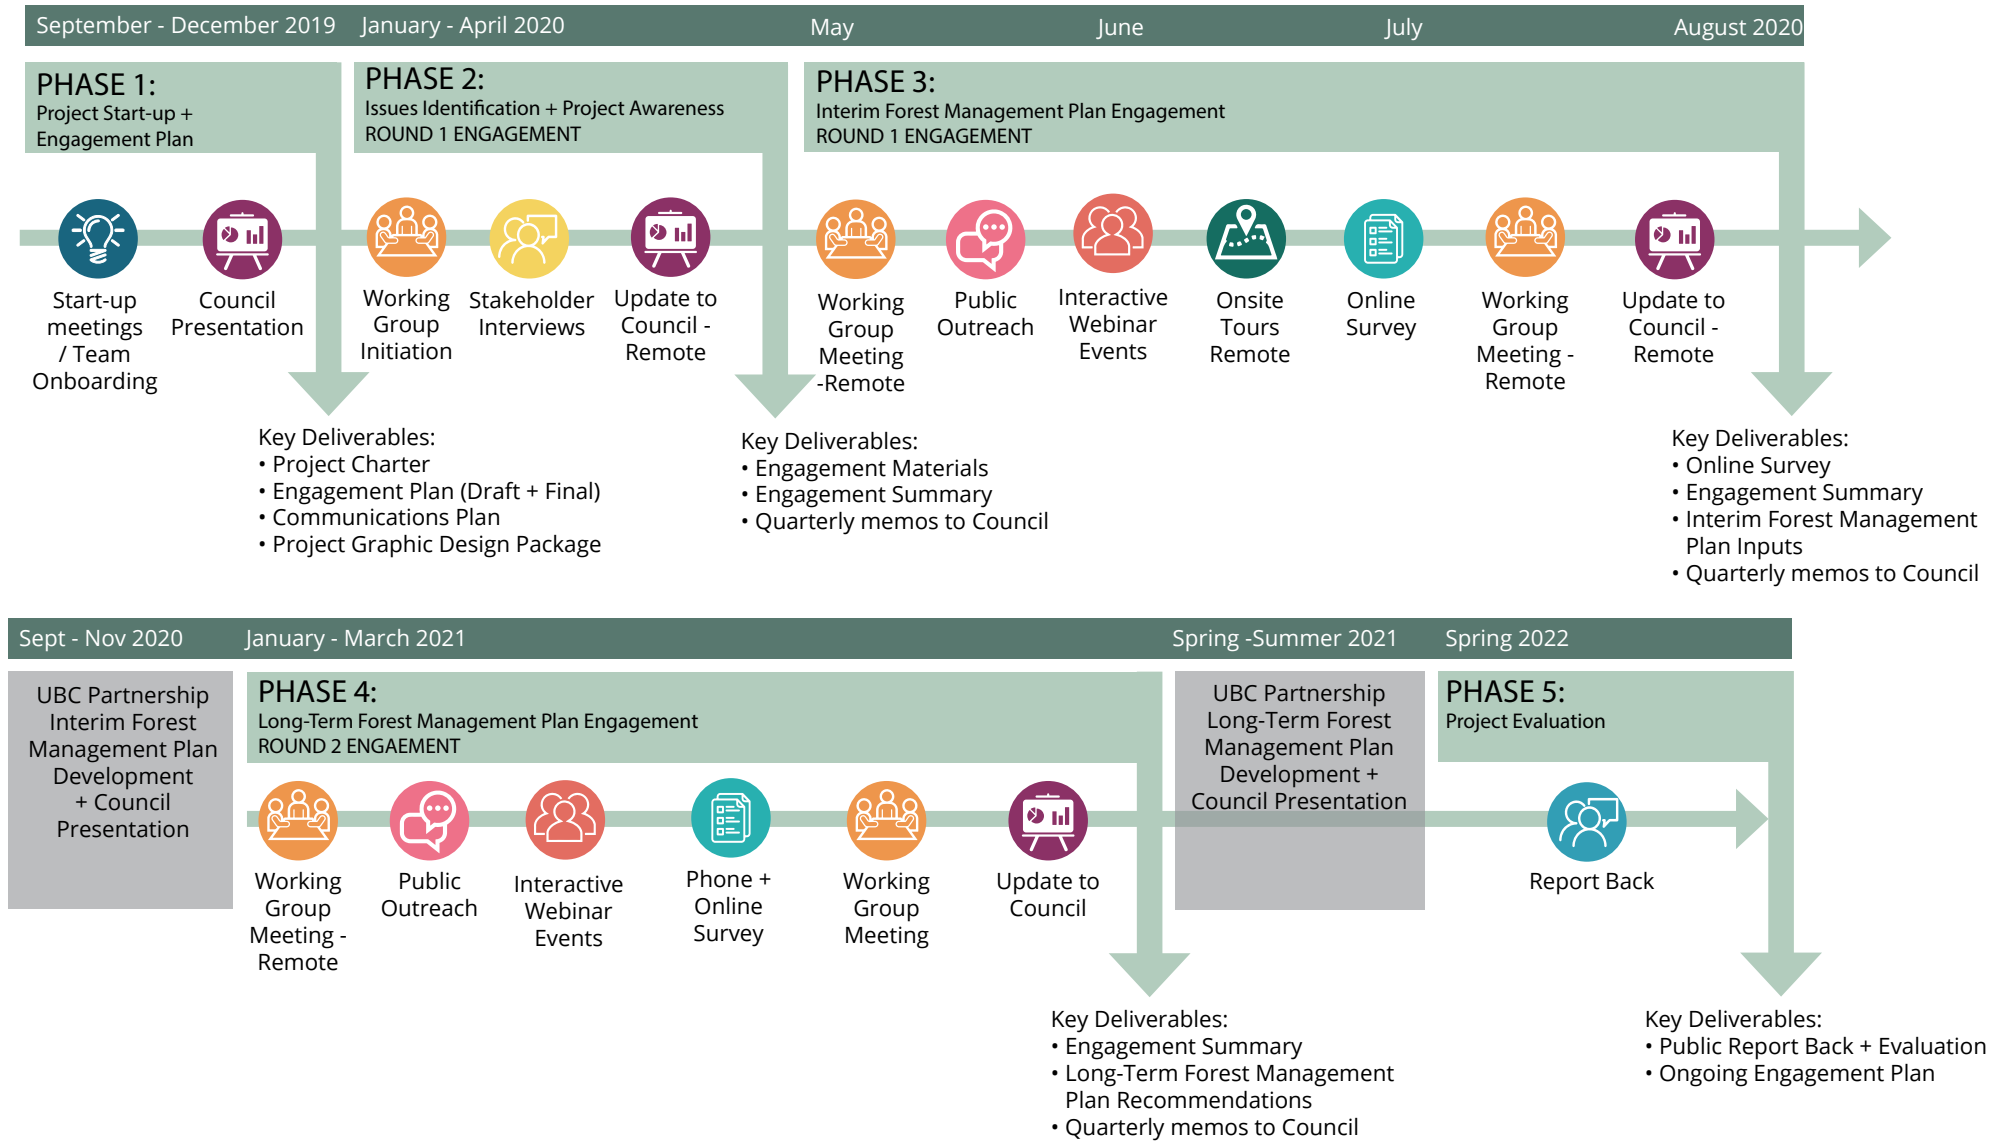 September - December 2019
January - April 2020
May
June
July
August 2020
PHASE 1:
Project Start-up +
Engagement Plan
PHASE 2:
Issues Identification + Project Awareness
ROUND 1 ENGAGEMENT
PHASE 3:
Interim Forest Management Plan Engagement
ROUND 1 ENGAGEMENT
Start-up
meetings
/ Team
Onboarding
Council
Presentation
Working
Group
Initiation
Stakeholder
Interviews
Update to
Council -
Remote
Working
Group
Meeting
-Remote
Public
Outreach
Interactive
Webinar
Events
Onsite
Tours
Remote
Online
Survey
Working
Group
Meeting -
Remote
Update to
Council -
Remote
Key Deliverables:
• Project Charter
• Engagement Plan (Draft + Final)
• Communications Plan
• Project Graphic Design Package
Key Deliverables:
• Engagement Materials
• Engagement Summary
• Quarterly memos to Council
Key Deliverables:
• Online Survey
• Engagement Summary
• Interim Forest Management
Plan Inputs
• Quarterly memos to Council
Sept - Nov 2020
January - March 2021
Spring -Summer 2021
Spring 2022
UBC Partnership
Interim Forest
Management Plan
Development
+ Council
Presentation
PHASE 4:
Long-Term Forest Management Plan Engagement
ROUND 2 ENGAEMENT
UBC Partnership
Long-Term Forest
Management Plan
Development +
Council Presentation
PHASE 5:
Project Evaluation
Working
Group
Meeting -
Remote
Public
Outreach
Interactive
Webinar
Events
Phone +
Online
Survey
Working
Group
Meeting
Update to
Council
Report Back
Key Deliverables:
• Engagement Summary
• Long-Term Forest Management
Plan Recommendations
• Quarterly memos to Council
Key Deliverables:
• Public Report Back + Evaluation
• Ongoing Engagement Plan